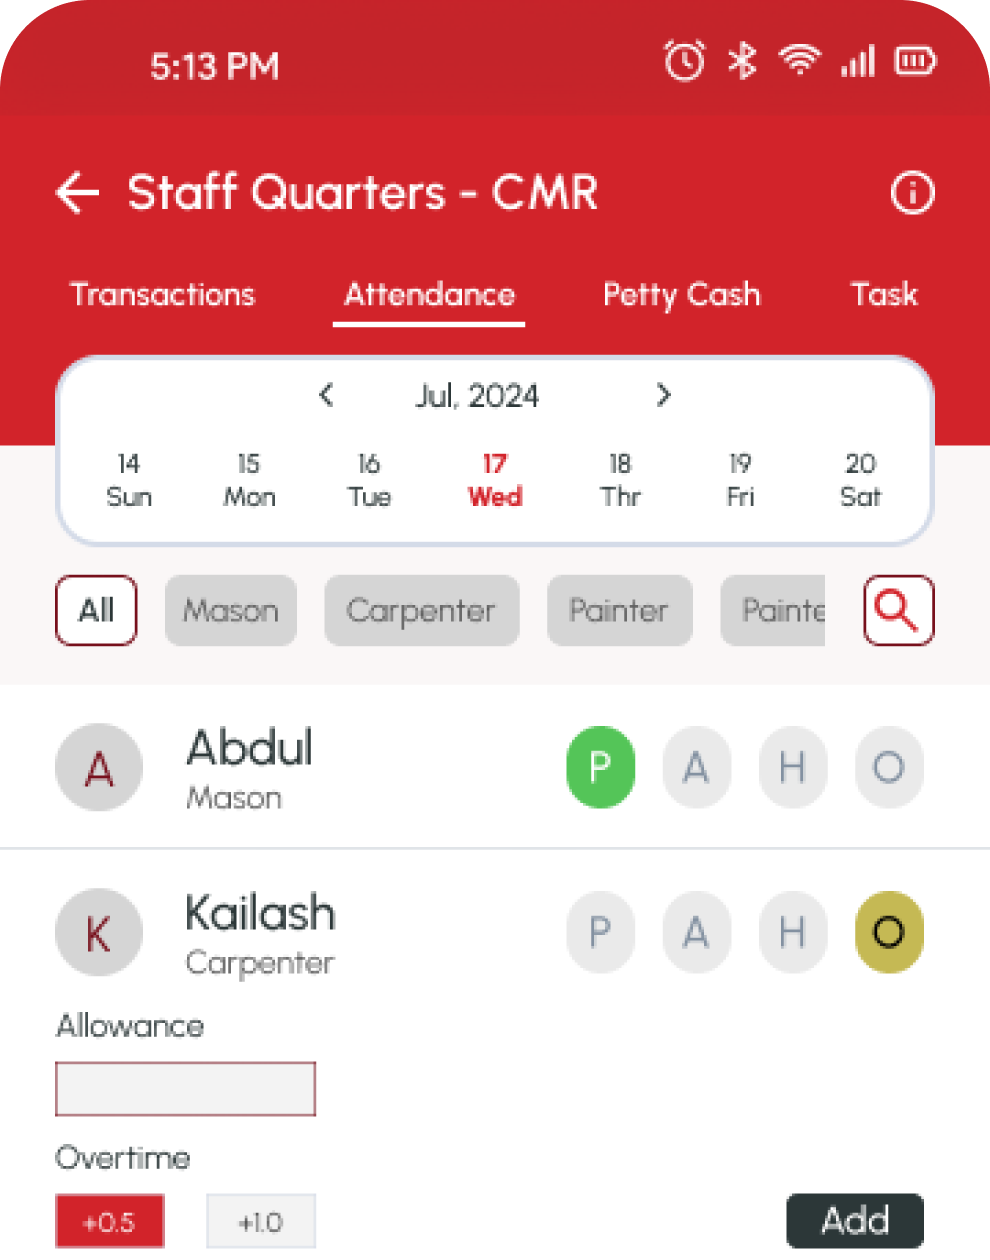 5:13 PM
Staff Quarters - CMR
Transactions Attendance Petty Cash Task
Jul, 2024
14 15 16 17 18 19 20
Sun Mon Tue Wed Thr Fri Sat
All Mason Carpenter Painter Painte
A Abdul P A H O
Mason
K Kailash P A H O
Carpenter
Allowance
Overtime
+0.5 +1.0 Add